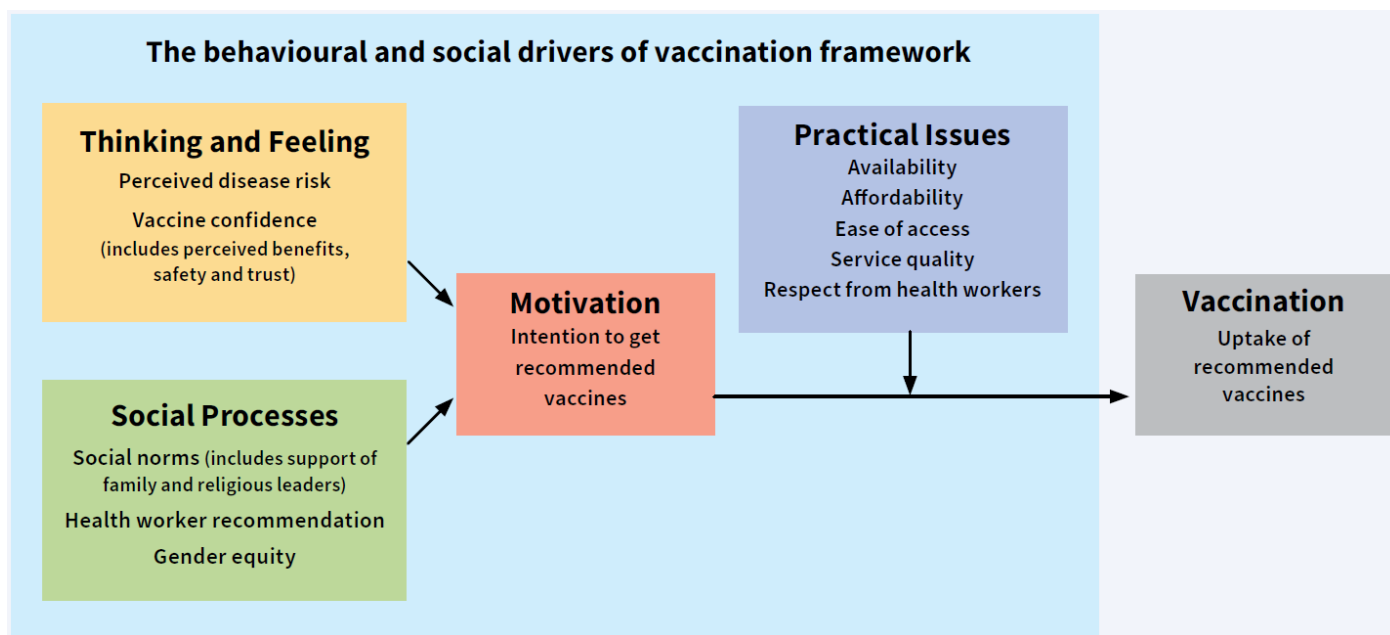 The behavioural and social drivers of vaccination framework
Thinking and Feeling
Perceived disease risk
Vaccine confidence
(includes perceived benefits,
safety and trust)
Social Processes
Social norms (includes support of
family and religious leaders)
Health worker recommendation
Gender equity
Motivation
Intention to get
recommended
vaccines
Practical Issues
Availability
Affordability
Ease of access
Service quality
Respect from health workers
Vaccination
Uptake of
recommended
vaccines